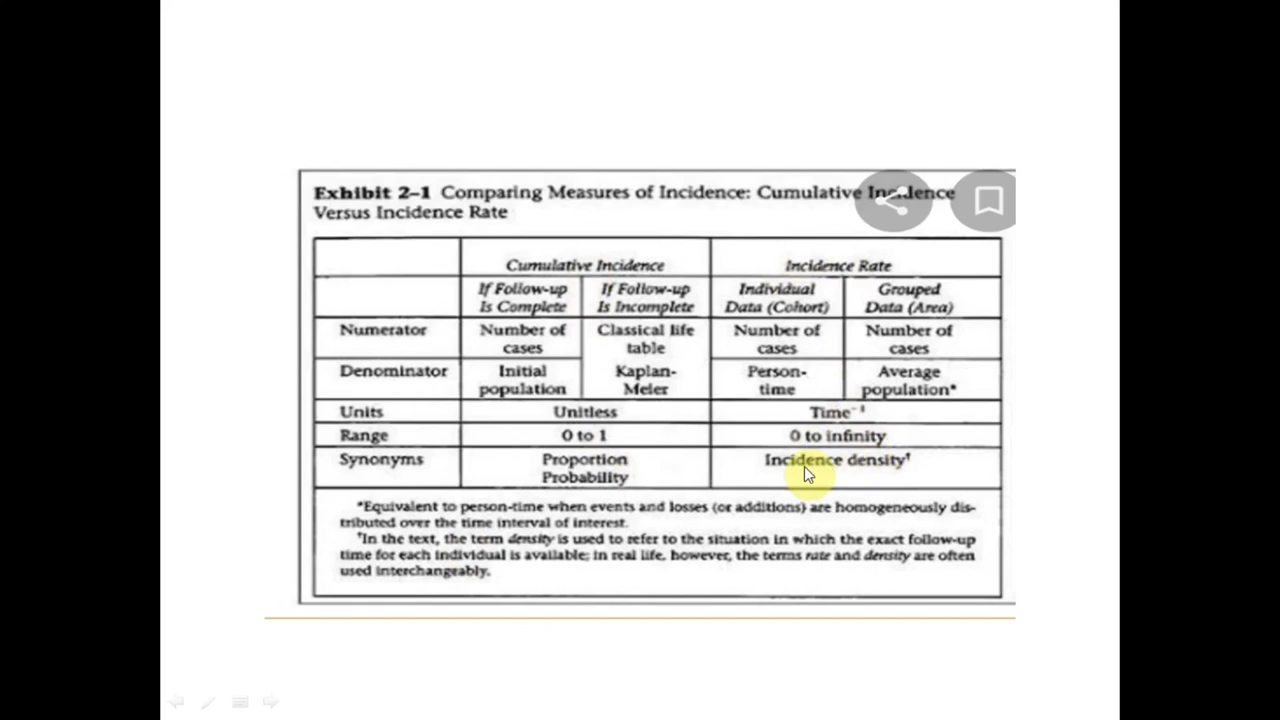 Exhibit 2–1 Comparing Measures of Incidence: Cumulative Incidence
Versus Incidence Rate
Cumulative Incidence Incidence Rate
If Follow-up If Follow-up Individual Grouped
Is Complete Is Incomplete Data (Cohort) Data (Area)
Numerator Number of Classical life Number of Number of
cases table cases cases
Denominator Initial Kaplan- Person- Average
population Meier time population*
Units Unitless Time⁻¹
Range 0 to 1 0 to infinity
Synonyms Proportion Incidence density†
Probability
*Equivalent to person-time when events and losses (or additions) are homogeneously dis-
tributed over the time interval of interest.
†In the text, the term density is used to refer to the situation in which the exact follow-up
time for each individual is available; in real life, however, the terms rate and density are often
used interchangeably.